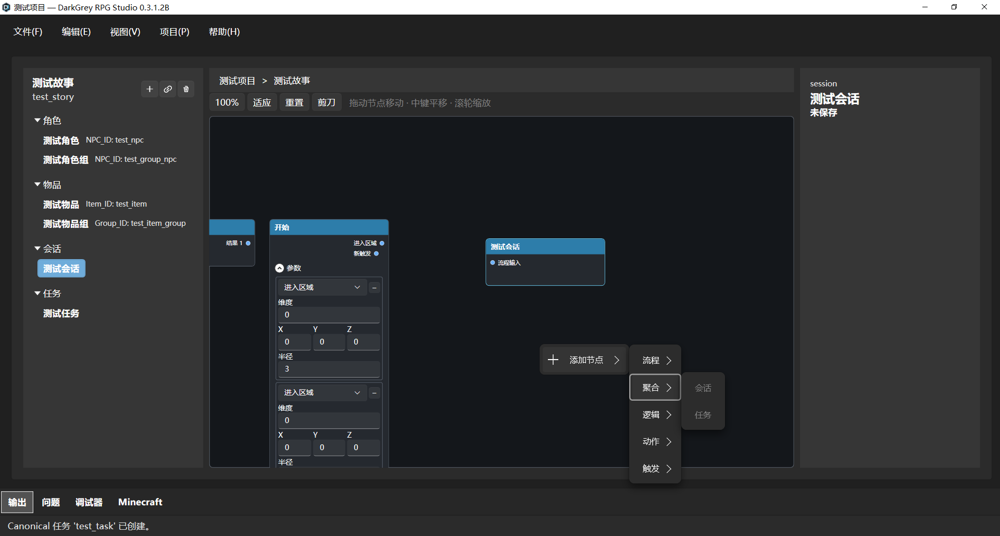 测试项目 — DarkGrey RPG Studio 0.3.1.2B
文件(F) 编辑(E) 视图(V) 项目(P) 帮助(H)
测试故事
test_story
角色
测试角色 NPC_ID: test_npc
测试角色组 NPC_ID: test_group_npc
物品
测试物品 Item_ID: test_item
测试物品组 Group_ID: test_item_group
会话
测试会话
任务
测试任务
测试项目 > 测试故事
100% 适应 重置 剪刀 拖动节点移动 · 中键平移 · 滚轮缩放
结果 1
开始
进入区域
新触发
参数
进入区域
维度
0
X Y Z
0 0 0
半径
3
进入区域
维度
0
X Y Z
0 0 0
半径
测试会话
流程输入
添加节点
流程
聚合
逻辑
动作
触发
会话
任务
session
测试会话
未保存
输出 问题 调试器 Minecraft
Canonical 任务 'test_task' 已创建。